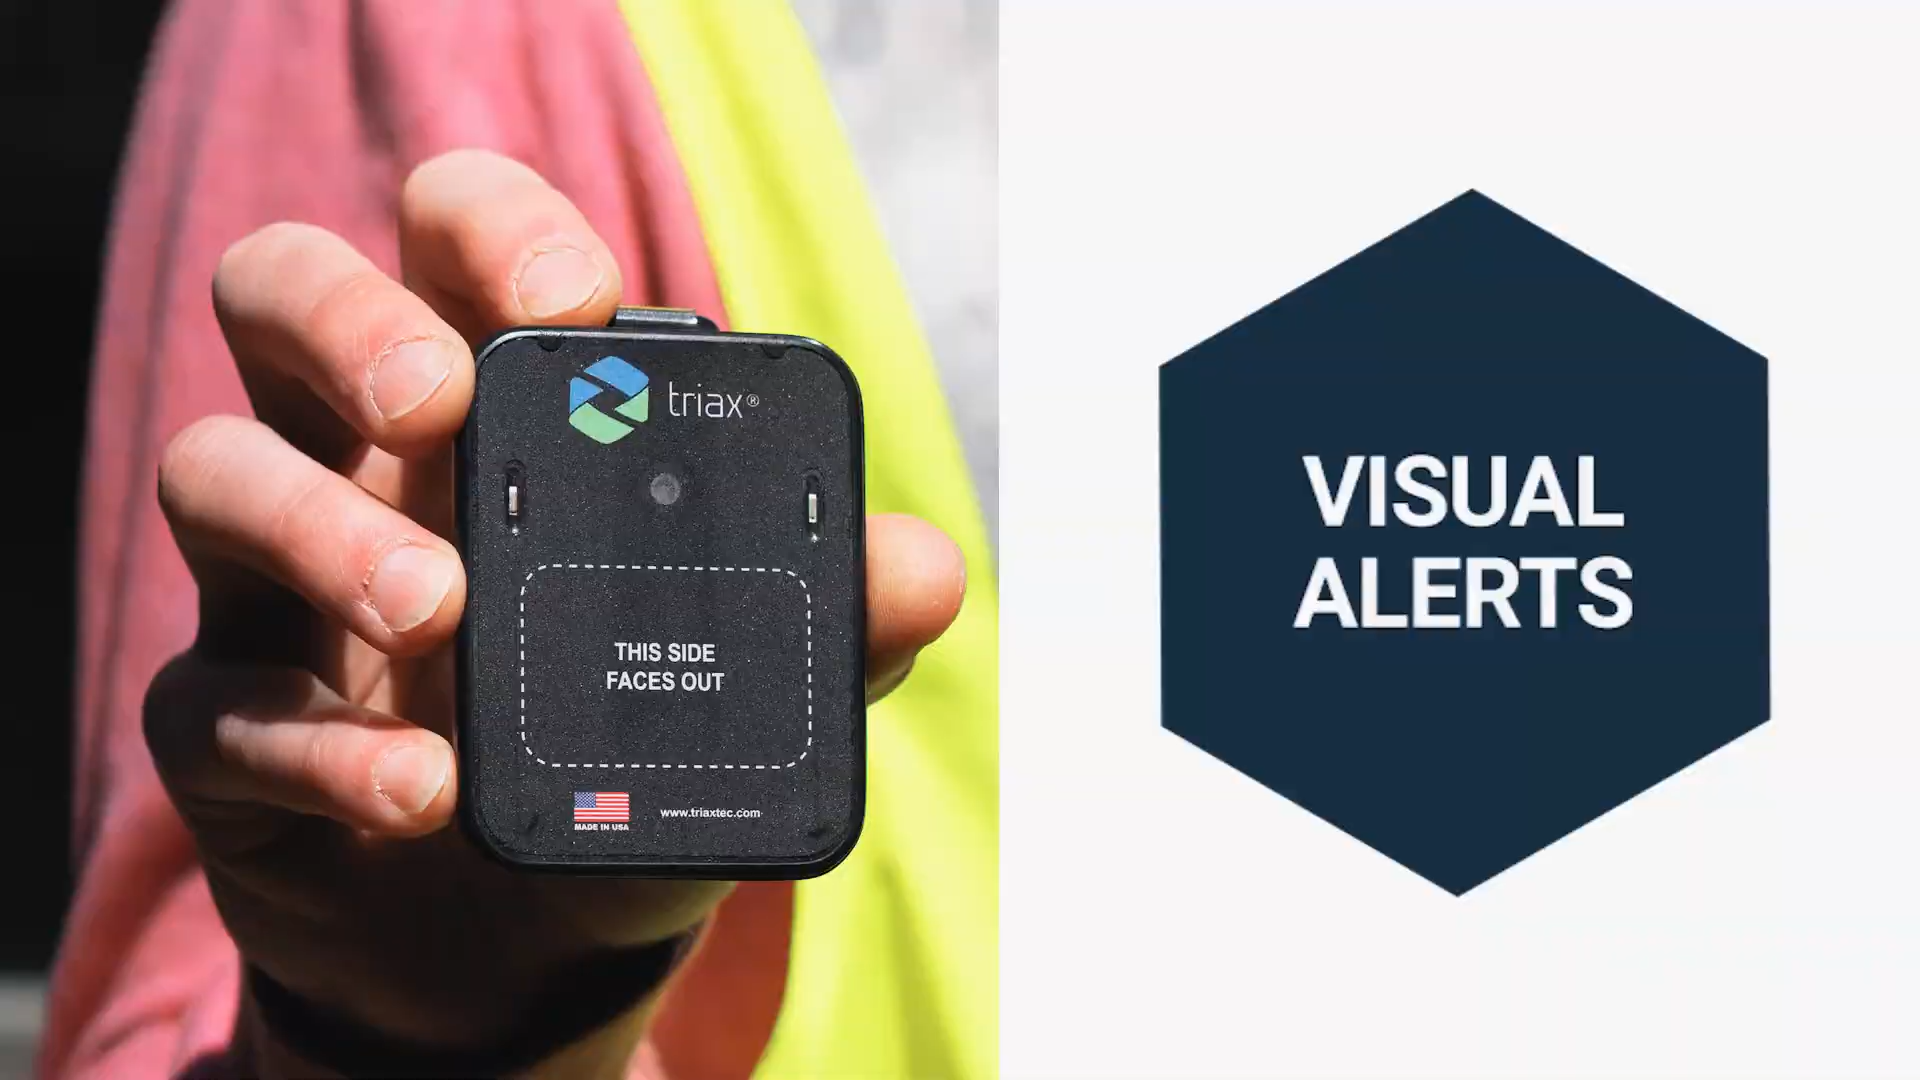 triax®
THIS SIDE
FACES OUT
MADE IN USA
www.triaxtec.com
VISUAL
ALERTS